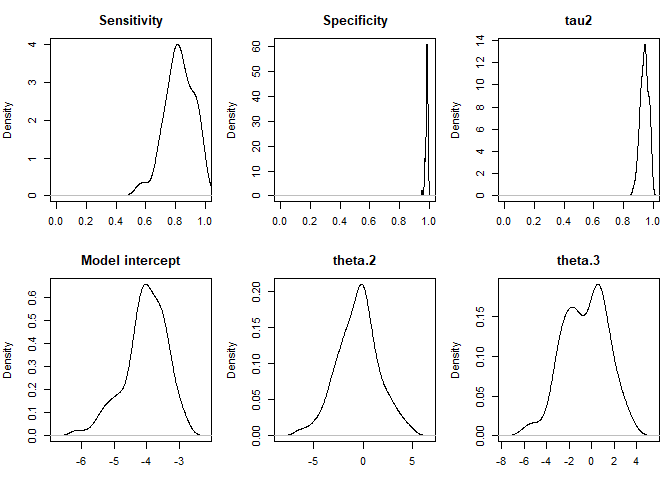 Sensitivity
Density
0 1 2 3 4
0.0 0.2 0.4 0.6 0.8 1.0
Specificity
Density
0 10 20 30 40 50 60
0.0 0.2 0.4 0.6 0.8 1.0
tau2
Density
0 2 4 6 8 10 12 14
0.0 0.2 0.4 0.6 0.8 1.0
Model intercept
Density
0.0 0.1 0.2 0.3 0.4 0.5 0.6
-6 -5 -4 -3
theta.2
Density
0.00 0.05 0.10 0.15 0.20
-5 0 5
theta.3
Density
0.00 0.05 0.10 0.15
-8 -6 -4 -2 0 2 4